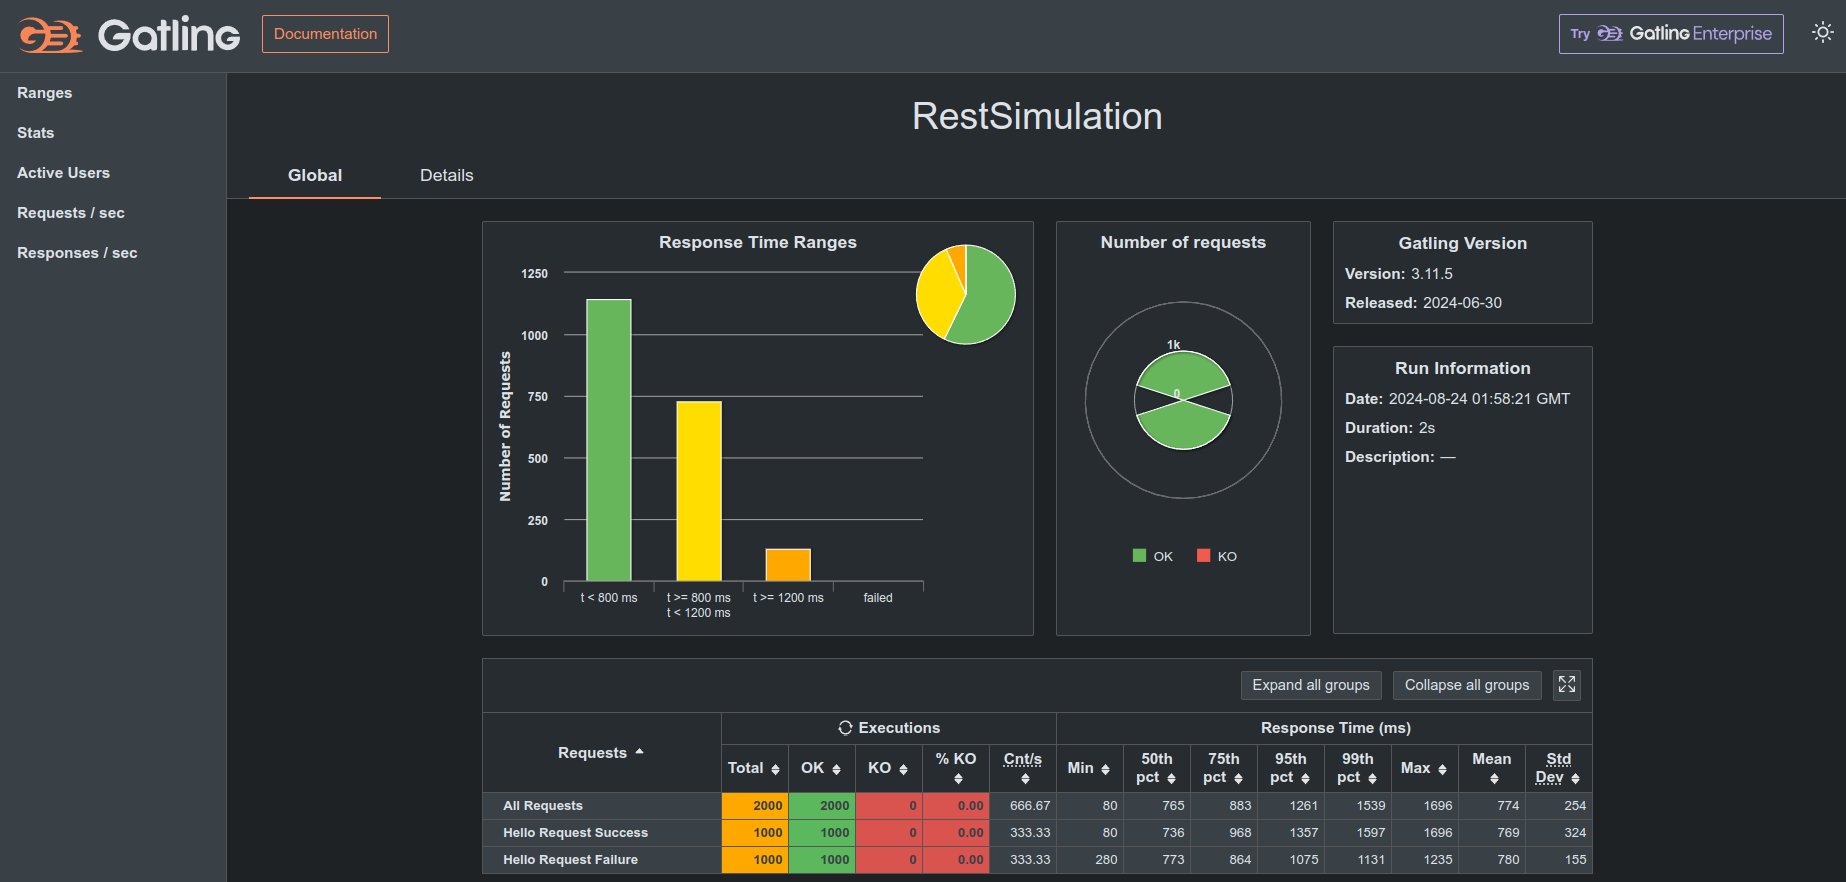 Gatling
Documentation
Try Gatling Enterprise
Ranges
Stats
Active Users
Requests / sec
Responses / sec
RestSimulation
Global
Details
Response Time Ranges
Number of Requests
1250
1000
750
500
250
0
t < 800 ms
t >= 800 ms
t < 1200 ms
t >= 1200 ms
failed
Number of requests
1k
0
OK
KO
Gatling Version
Version: 3.11.5
Released: 2024-06-30
Run Information
Date: 2024-08-24 01:58:21 GMT
Duration: 2s
Description: —
Expand all groups
Collapse all groups
Requests
Executions
Response Time (ms)
Total
OK
KO
% KO
Cnt/s
Min
50th
pct
75th
pct
95th
pct
99th
pct
Max
Mean
Std
Dev
All Requests 2000 2000 0 0.00 666.67 80 765 883 1261 1539 1696 774 254
Hello Request Success 1000 1000 0 0.00 333.33 80 736 968 1357 1597 1696 769 324
Hello Request Failure 1000 1000 0 0.00 333.33 280 773 864 1075 1131 1235 780 155